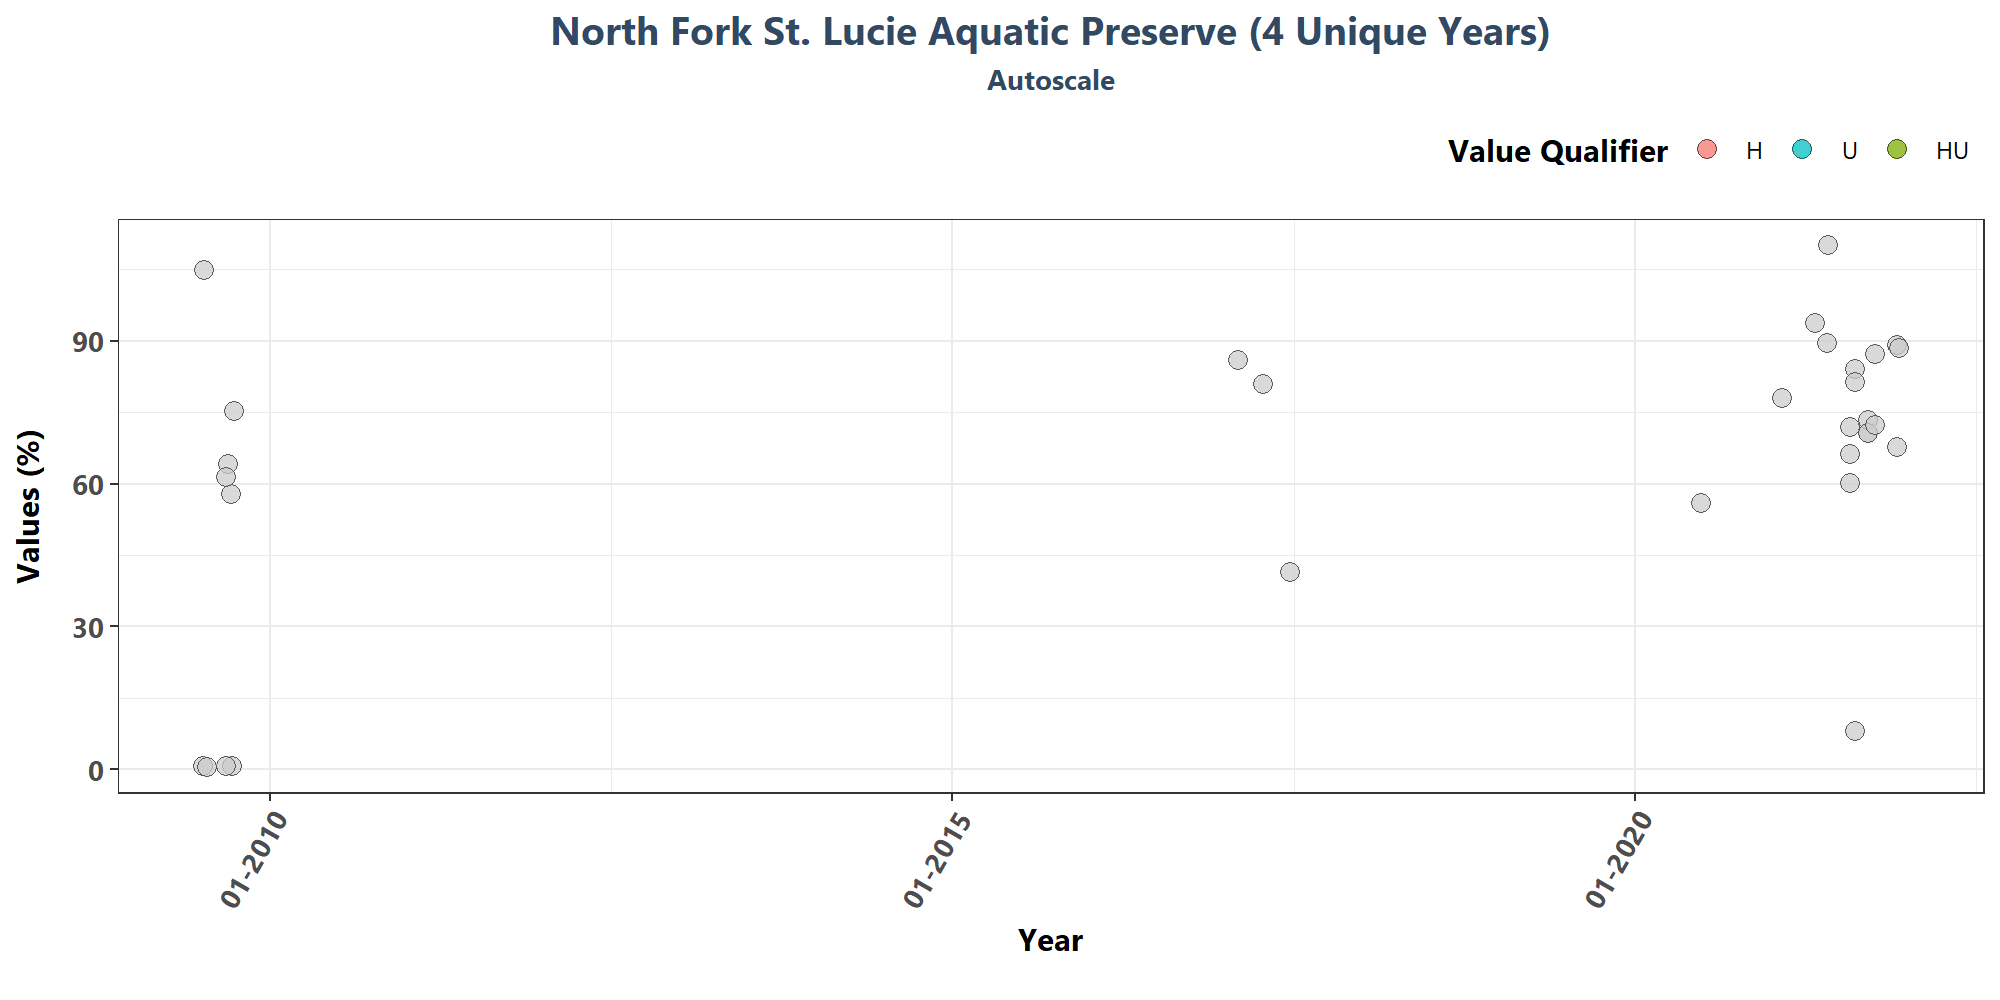 North Fork St. Lucie Aquatic Preserve (4 Unique Years)
Autoscale
Value Qualifier H U HU
Values (%)
90
60
30
0
01-2010
01-2015
01-2020
Year